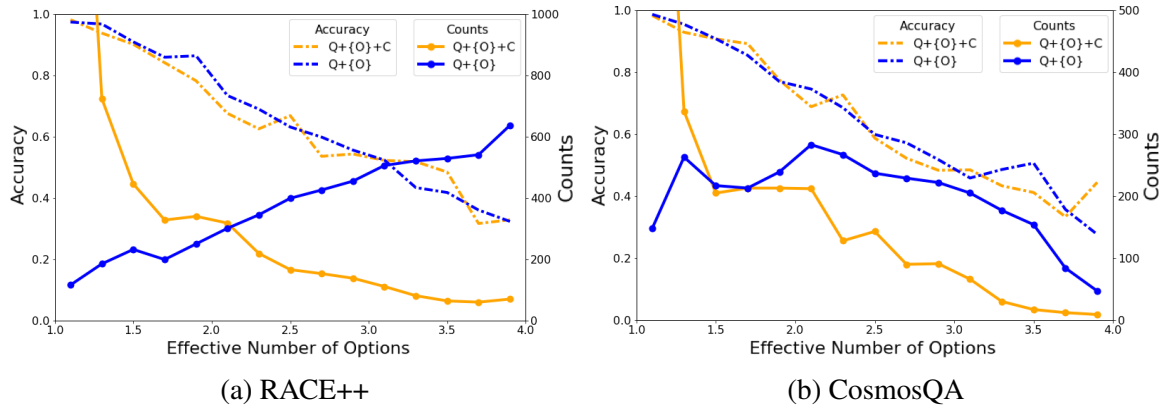 Accuracy
Q+{O}+C
Q+{O}
Counts
Q+{O}+C
Q+{O}
1.0
0.8
0.6
0.4
0.2
0.0
Accuracy
1000
800
600
400
200
0
Counts
1.0 1.5 2.0 2.5 3.0 3.5 4.0
Effective Number of Options
(a) RACE++
Accuracy
Q+{O}+C
Q+{O}
Counts
Q+{O}+C
Q+{O}
1.0
0.8
0.6
0.4
0.2
0.0
Accuracy
500
400
300
200
100
0
Counts
1.0 1.5 2.0 2.5 3.0 3.5 4.0
Effective Number of Options
(b) CosmosQA